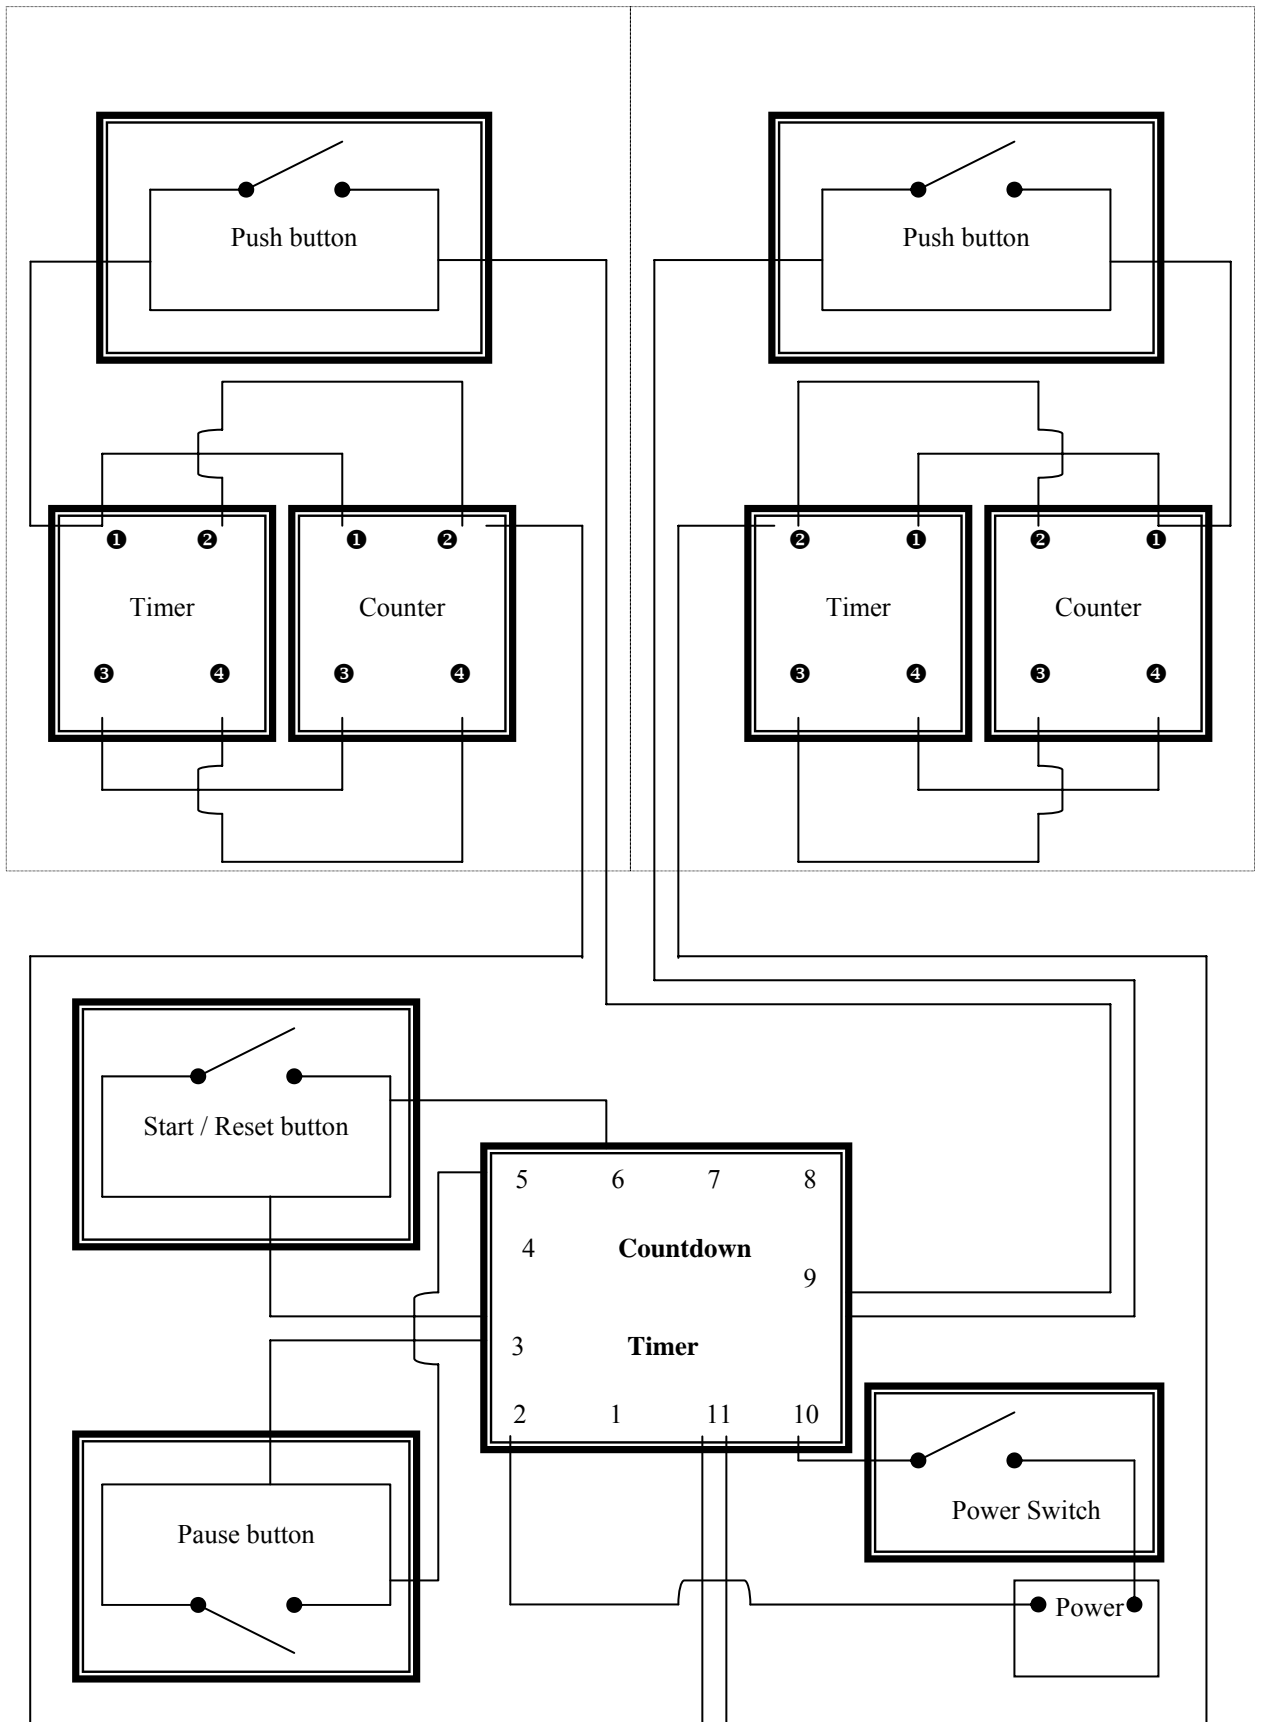 Push button
Push button
❶ ❷ ❶ ❷ ❷ ❶ ❷ ❶
Timer Counter Timer Counter
❸ ❹ ❸ ❹ ❸ ❹ ❸ ❹
Start / Reset button
5 6 7 8
4 Countdown
9
3 Timer
2 1 11 10
Power Switch
Pause button
Power